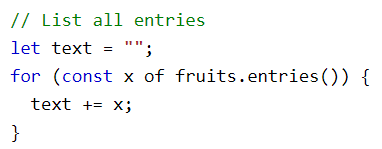 // List all entries
let text = "";
for (const x of fruits.entries()) {
  text += x;
}